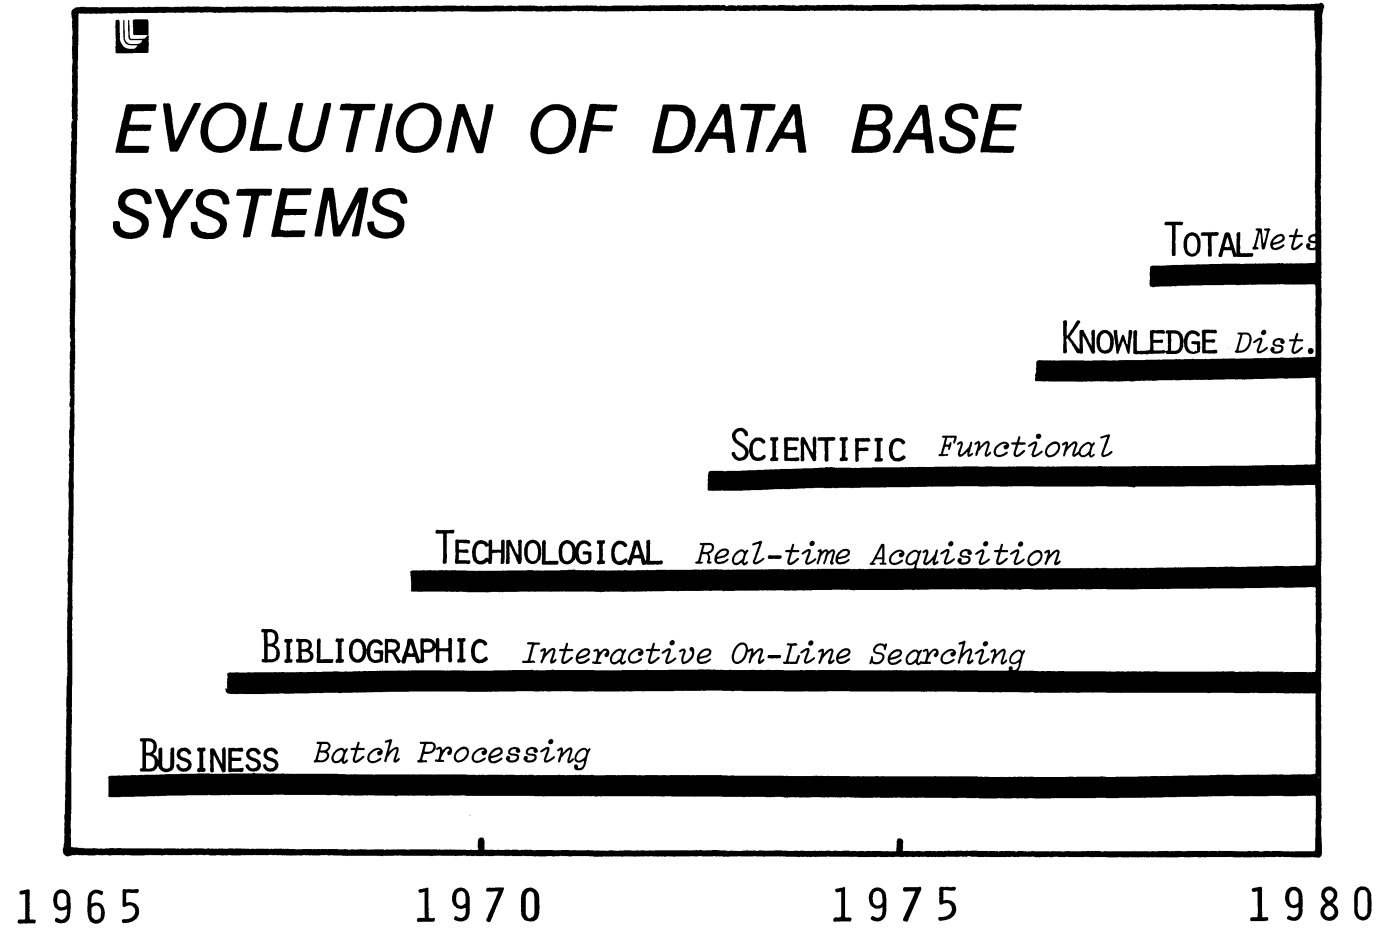 EVOLUTION OF DATA BASE
SYSTEMS
TOTAL Nets
KNOWLEDGE Dist.
SCIENTIFIC Functional
TECHNOLOGICAL Real-time Acquisition
BIBLIOGRAPHIC Interactive On-Line Searching
BUSINESS Batch Processing
1965 1970 1975 1980